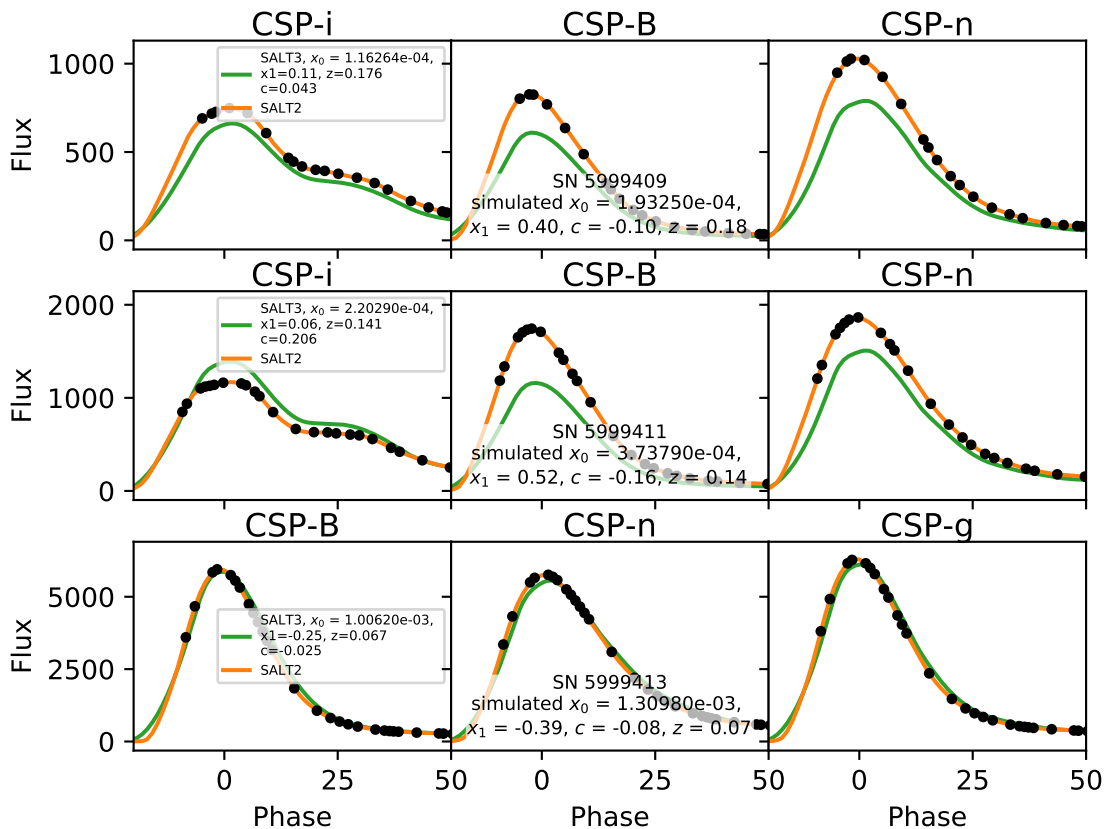 CSP-i
CSP-B
CSP-n
1000
500
0
Flux
SALT3, x₀ = 1.16264e-04,
x1=0.11, z=0.176
c=0.043
SALT2
SN 5999409
simulated x₀ = 1.93250e-04,
x₁ = 0.40, c = -0.10, z = 0.18
CSP-i
CSP-B
CSP-n
2000
1000
0
Flux
SALT3, x₀ = 2.20290e-04,
x1=0.06, z=0.141
c=0.206
SALT2
SN 5999411
simulated x₀ = 3.73790e-04,
x₁ = 0.52, c = -0.16, z = 0.14
CSP-B
CSP-n
CSP-g
5000
2500
0
Flux
SALT3, x₀ = 1.00620e-03,
x1=-0.25, z=0.067
c=-0.025
SALT2
SN 5999413
simulated x₀ = 1.30980e-03,
x₁ = -0.39, c = -0.08, z = 0.07
0 25 50 0 25 50 0 25 50
Phase Phase Phase